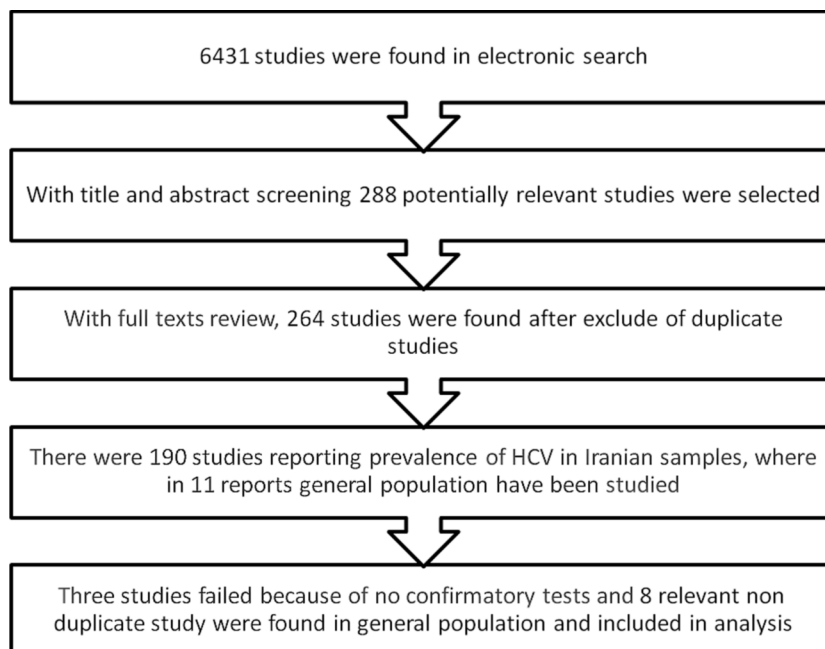 6431 studies were found in electronic search
With title and abstract screening 288 potentially relevant studies were selected
With full texts review, 264 studies were found after exclude of duplicate
studies
There were 190 studies reporting prevalence of HCV in Iranian samples, where
in 11 reports general population have been studied
Three studies failed because of no confirmatory tests and 8 relevant non
duplicate study were found in general population and included in analysis